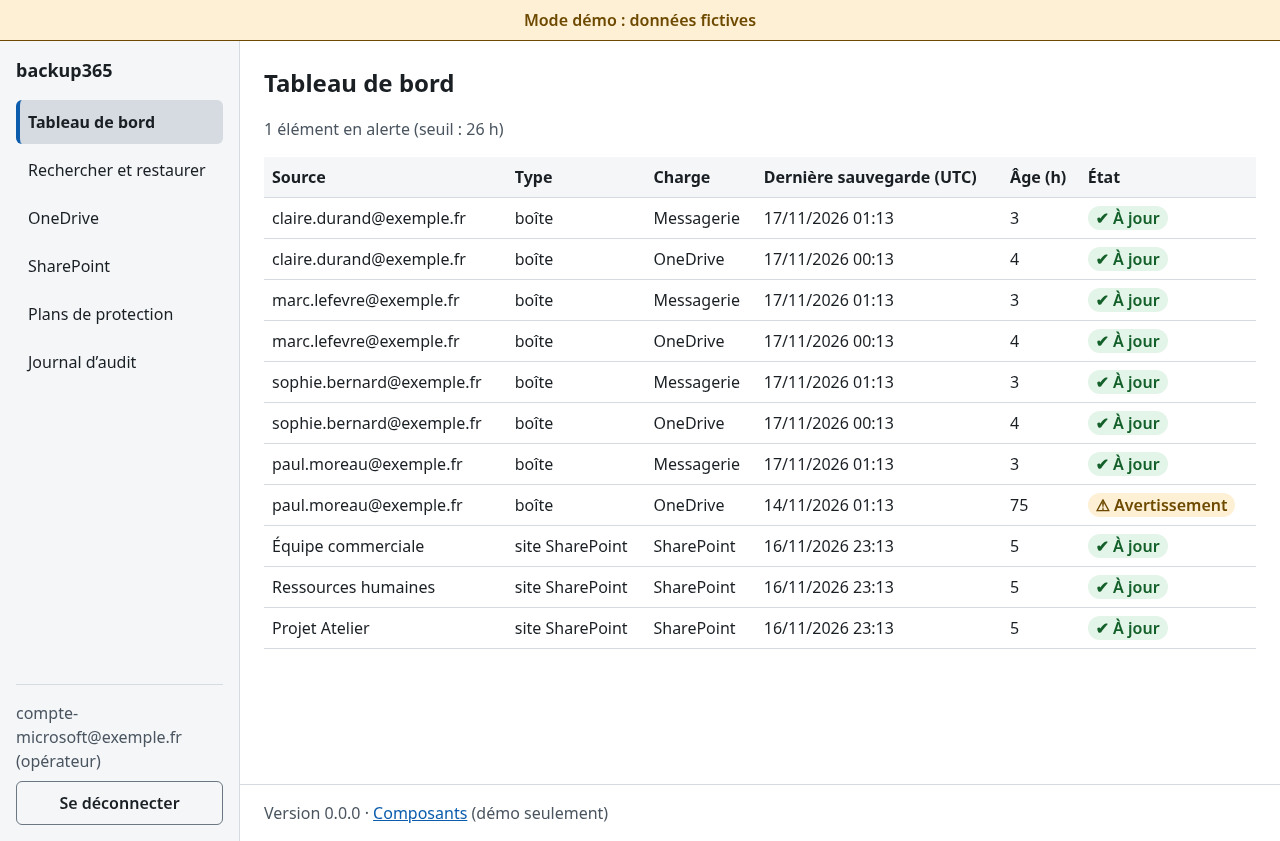 Mode démo : données fictives
backup365
Tableau de bord
Rechercher et restaurer
OneDrive
SharePoint
Plans de protection
Journal d’audit
compte-
microsoft@exemple.fr
(opérateur)
Se déconnecter
Tableau de bord
1 élément en alerte (seuil : 26 h)
Source Type Charge Dernière sauvegarde (UTC) Âge (h) État
claire.durand@exemple.fr boîte Messagerie 17/11/2026 01:13 3 ✔ À jour
claire.durand@exemple.fr boîte OneDrive 17/11/2026 00:13 4 ✔ À jour
marc.lefevre@exemple.fr boîte Messagerie 17/11/2026 01:13 3 ✔ À jour
marc.lefevre@exemple.fr boîte OneDrive 17/11/2026 00:13 4 ✔ À jour
sophie.bernard@exemple.fr boîte Messagerie 17/11/2026 01:13 3 ✔ À jour
sophie.bernard@exemple.fr boîte OneDrive 17/11/2026 00:13 4 ✔ À jour
paul.moreau@exemple.fr boîte Messagerie 17/11/2026 01:13 3 ✔ À jour
paul.moreau@exemple.fr boîte OneDrive 14/11/2026 01:13 75 ⚠ Avertissement
Équipe commerciale site SharePoint SharePoint 16/11/2026 23:13 5 ✔ À jour
Ressources humaines site SharePoint SharePoint 16/11/2026 23:13 5 ✔ À jour
Projet Atelier site SharePoint SharePoint 16/11/2026 23:13 5 ✔ À jour
Version 0.0.0 · Composants (démo seulement)